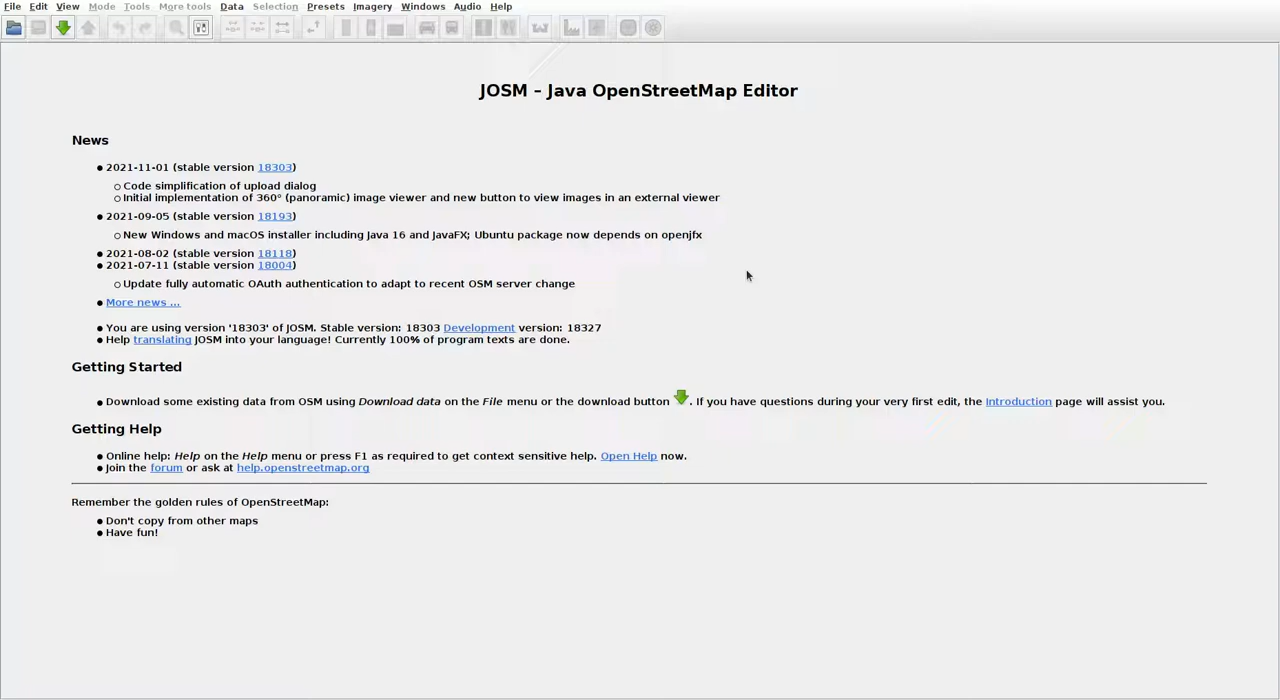 File Edit View Mode Tools More tools Data Selection Presets Imagery Windows Audio Help
JOSM – Java OpenStreetMap Editor
News
2021-11-01 (stable version 18303)
Code simplification of upload dialog
Initial implementation of 360° (panoramic) image viewer and new button to view images in an external viewer
2021-09-05 (stable version 18193)
New Windows and macOS installer including Java 16 and JavaFX; Ubuntu package now depends on openjfx
2021-08-02 (stable version 18118)
2021-07-11 (stable version 18004)
Update fully automatic OAuth authentication to adapt to recent OSM server change
More news ...
You are using version '18303' of JOSM. Stable version: 18303 Development version: 18327
Help translating JOSM into your language! Currently 100% of program texts are done.
Getting Started
Download some existing data from OSM using Download data on the File menu or the download button . If you have questions during your very first edit, the Introduction page will assist you.
Getting Help
Online help: Help on the Help menu or press F1 as required to get context sensitive help. Open Help now.
Join the forum or ask at help.openstreetmap.org
Remember the golden rules of OpenStreetMap:
Don't copy from other maps
Have fun!